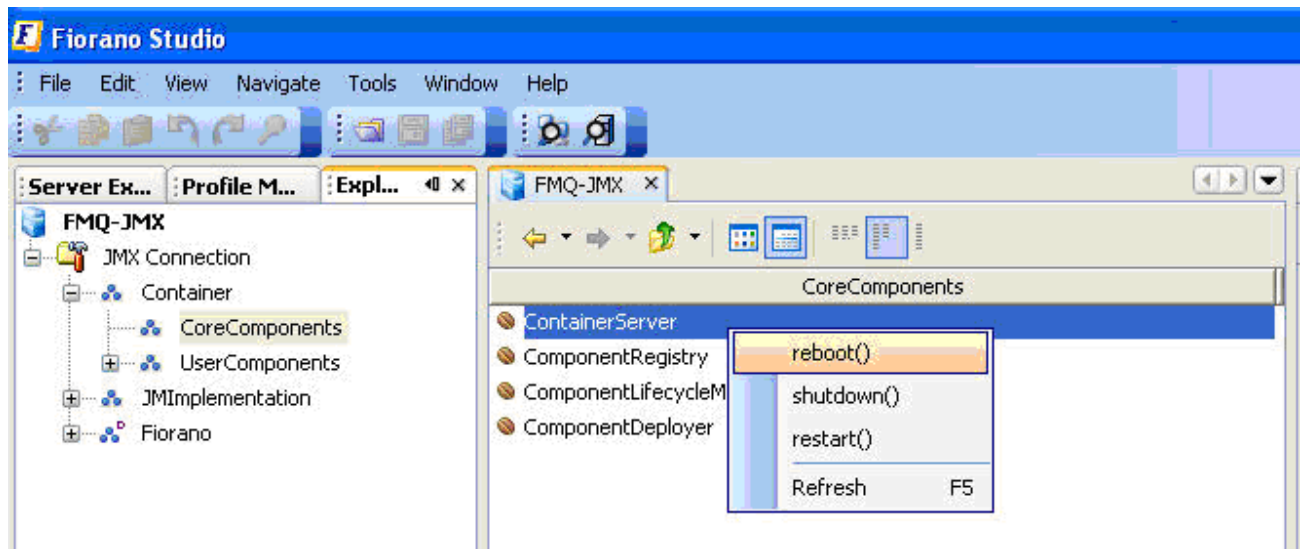 Fiorano Studio
File Edit View Navigate Tools Window Help
Server Ex... Profile M... Expl...
FMQ-JMX
FMQ-JMX
JMX Connection
Container
CoreComponents
UserComponents
JMImplementation
Fiorano
CoreComponents
ContainerServer
ComponentRegistry
ComponentLifecycleM
ComponentDeployer
reboot()
shutdown()
restart()
Refresh F5